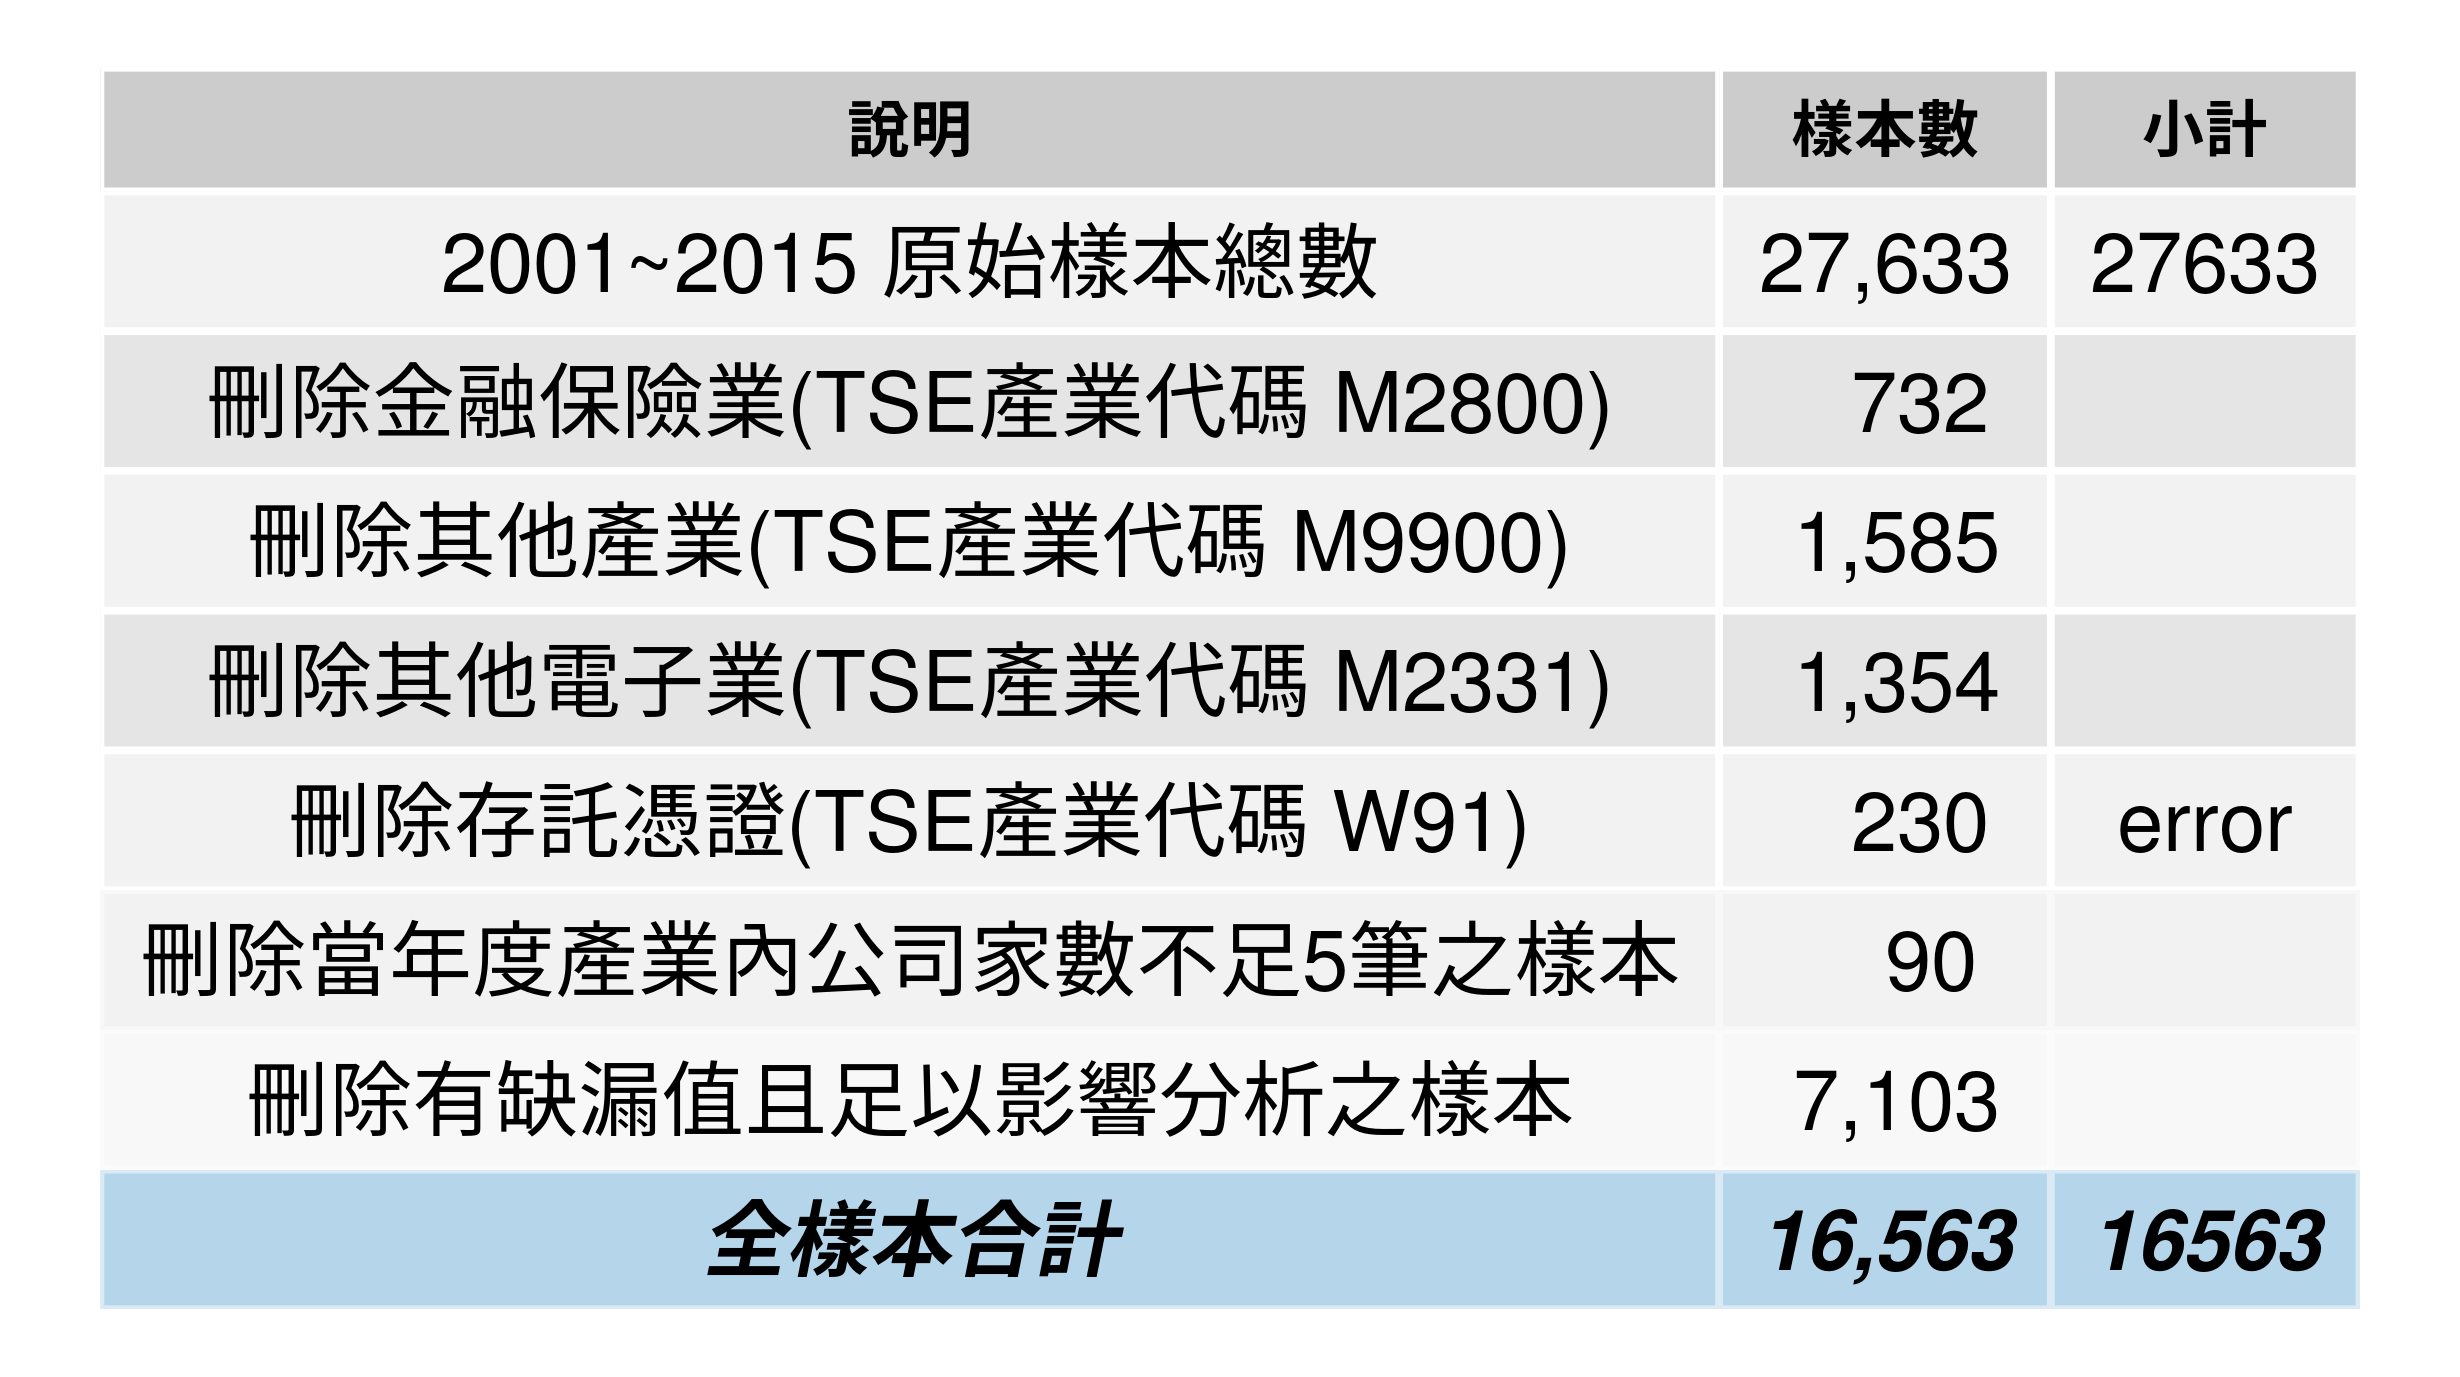 說明 樣本數 小計
2001~2015 原始樣本總數 27,633 27633
刪除金融保險業(TSE產業代碼 M2800) 732
刪除其他產業(TSE產業代碼 M9900) 1,585
刪除其他電子業(TSE產業代碼 M2331) 1,354
刪除存託憑證(TSE產業代碼 W91) 230 error
刪除當年度產業內公司家數不足5筆之樣本 90
刪除有缺漏值且足以影響分析之樣本 7,103
全樣本合計 16,563 16563